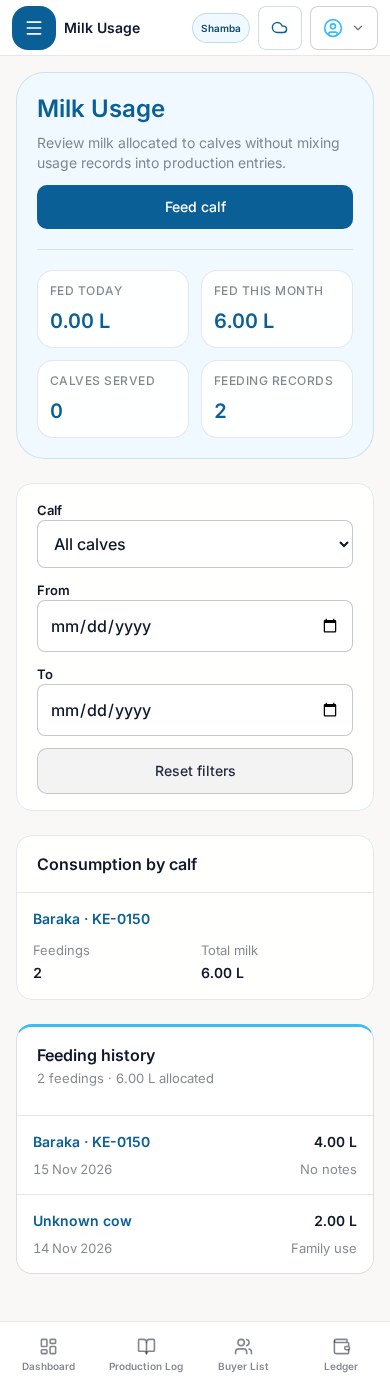 Milk Usage
Shamba
Milk Usage
Review milk allocated to calves without mixing
usage records into production entries.
Feed calf
FED TODAY
0.00 L
FED THIS MONTH
6.00 L
CALVES SERVED
0
FEEDING RECORDS
2
Calf
All calves
From
mm/dd/yyyy
To
mm/dd/yyyy
Reset filters
Consumption by calf
Baraka · KE-0150
Feedings
2
Total milk
6.00 L
Feeding history
2 feedings · 6.00 L allocated
Baraka · KE-0150
4.00 L
15 Nov 2026
No notes
Unknown cow
2.00 L
14 Nov 2026
Family use
Dashboard
Production Log
Buyer List
Ledger